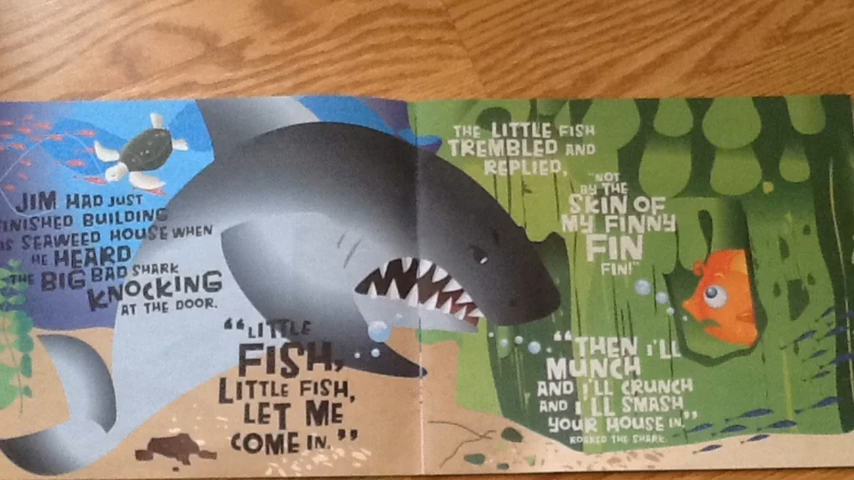 JIM HAD JUST
FINISHED BUILDING
HIS SEAWEED HOUSE WHEN
HE HEARD
THE BIG BAD SHARK
KNOCKING
AT THE DOOR.
"LITTLE
FISH,
LITTLE FISH,
LET ME
COME IN."
THE LITTLE FISH
TREMBLED AND
REPLIED,
"NOT
BY THE
SKIN OF
MY FINNY
FIN
FIN!"
"THEN I'LL
MUNCH
AND I'LL CRUNCH
AND I'LL SMASH
YOUR HOUSE IN,"
ROARED THE SHARK.